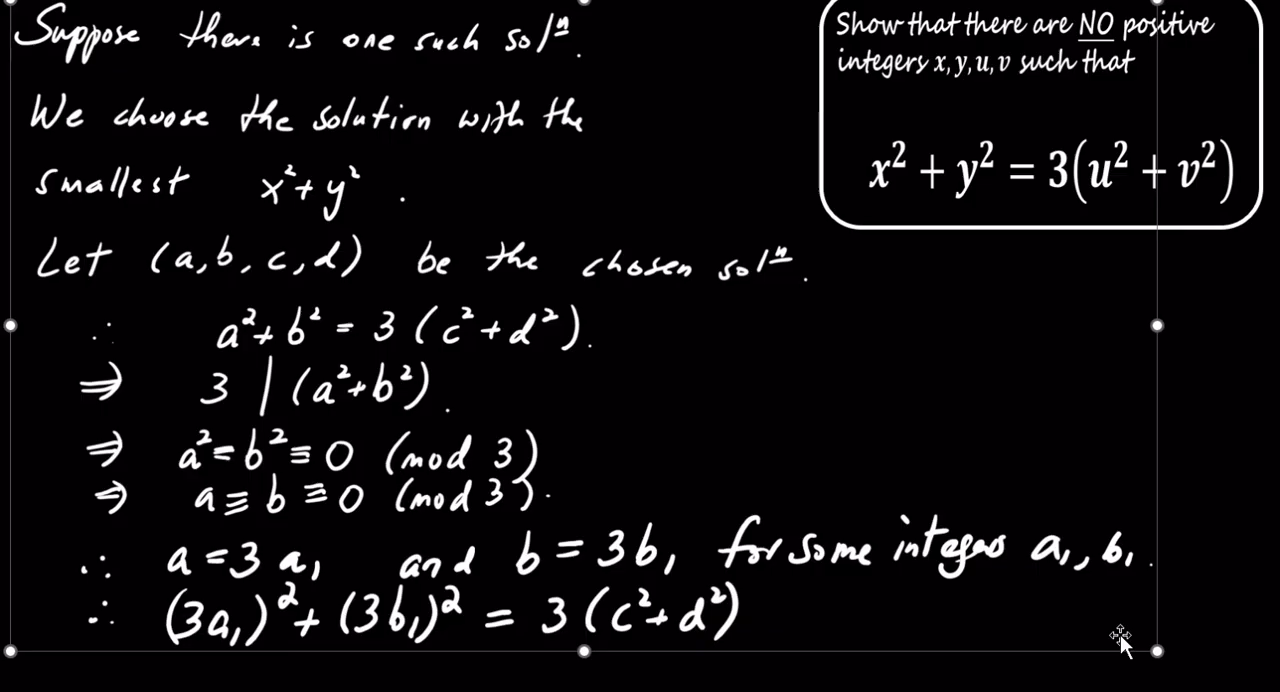 Suppose there is one such solⁿ.
We choose the solution with the
smallest x²+y².
Let (a,b,c,d) be the chosen solⁿ.
∴ a²+b² = 3(c²+d²).
⇒ 3 | (a²+b²).
⇒ a²=b²≡0 (mod 3)
⇒ a≡b≡0 (mod 3).
∴ a=3a₁ and b=3b₁ for some integers a₁, b₁.
∴ (3a₁)²+(3b₁)² = 3(c²+d²)
Show that there are NO positive
integers x, y, u, v such that
x² + y² = 3(u² + v²)